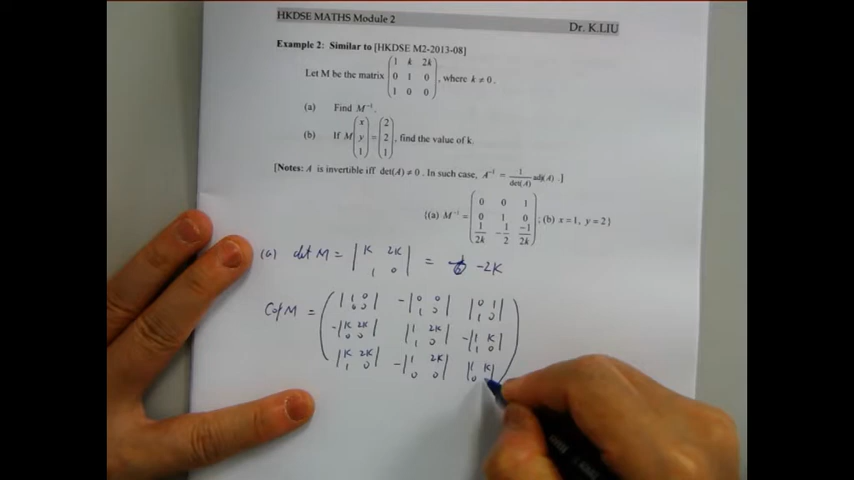 HKDSE MATHS Module 2
Dr. K.LIU
Example 2: Similar to [HKDSE M2-2013-08]
Let M be the matrix (1 k 2k; 0 1 0; 1 0 0), where k ≠ 0.
(a) Find M⁻¹.
(b) If M(x; y; 1) = (2; 2; 1), find the value of k.
[Notes: A is invertible iff det(A) ≠ 0. In such case, A⁻¹ = 1/det(A) adj(A).]
{(a) M⁻¹ = (0 0 1; 0 1 0; 1/2k -1/2 -1/2k); (b) x = 1, y = 2}
(a) det M = |K 2K; 1 0| = -2K
Cof M = (|1 0; 0 0| -|0 0; 1 0| |0 1; 1 0|
-|K 2K; 0 0| |1 2K; 1 0| -|1 K; 1 0|
|K 2K; 1 0| -|1 2K; 0 0| |1 K; 0